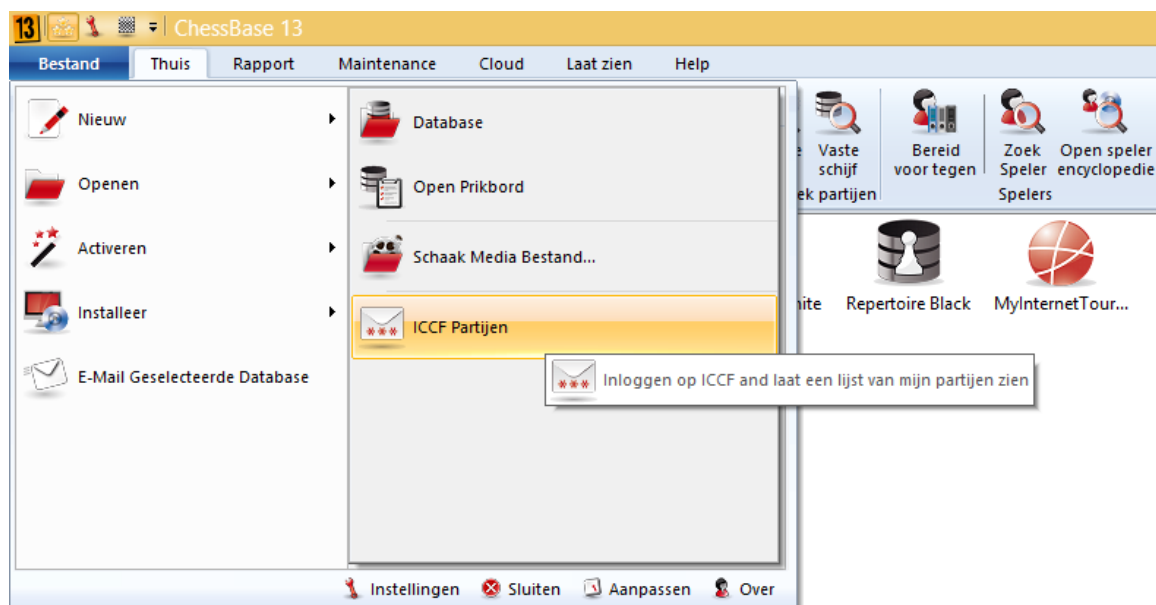 13 ChessBase 13
Bestand Thuis Rapport Maintenance Cloud Laat zien Help
Nieuw
Openen
Activeren
Installeer
E-Mail Geselecteerde Database
Database
Open Prikbord
Schaak Media Bestand...
ICCF Partijen
Inloggen op ICCF and laat een lijst van mijn partijen zien
Vaste
schijf
Bereid
voor tegen
Zoek
Speler
Open speler
encyclopedie
ek partijen
Spelers
Repertoire Black
MyInternetTour...
Instellingen Sluiten Aanpassen Over